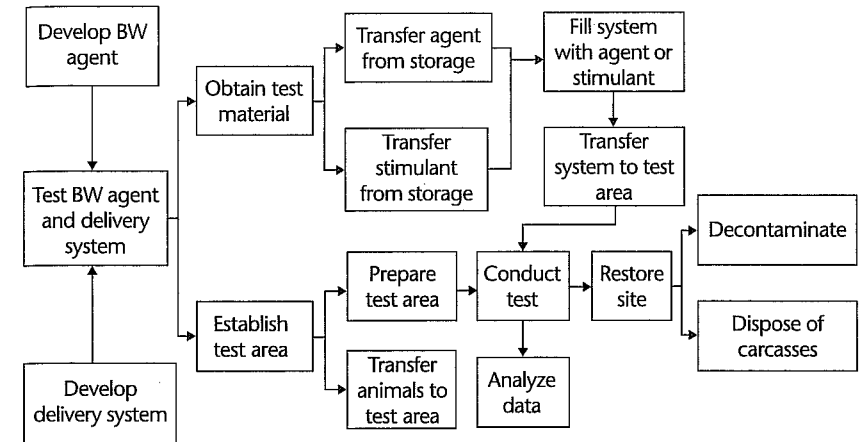 Develop BW
agent
Test BW agent
and delivery
system
Develop
delivery system
Obtain test
material
Establish
test area
Transfer agent
from storage
Transfer
stimulant
from storage
Prepare
test area
Transfer
animals to
test area
Fill system
with agent or
stimulant
Transfer
system to test
area
Conduct
test
Analyze
data
Restore
site
Decontaminate
Dispose of
carcasses